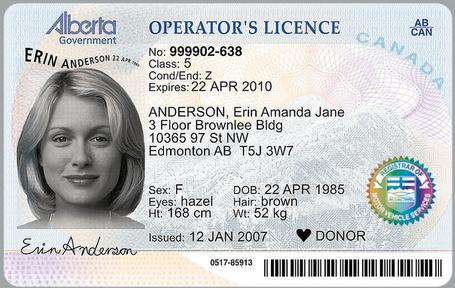 Alberta
Government
OPERATOR'S LICENCE
AB
CAN
CANADA
No: 999902-638
Class: 5
Cond/End: Z
Expires: 22 APR 2010
ERIN ANDERSON 22 APR
ANDERSON, Erin Amanda Jane
3 Floor Brownlee Bldg
10365 97 St NW
Edmonton AB T5J 3W7
Sex: F DOB: 22 APR 1985
Eyes: hazel Hair: brown
Ht: 168 cm Wt: 52 kg
REGISTRAR OF
MOTOR VEHICLE SERVICES
Issued: 12 JAN 2007 DONOR
Erin Anderson
0517-85913